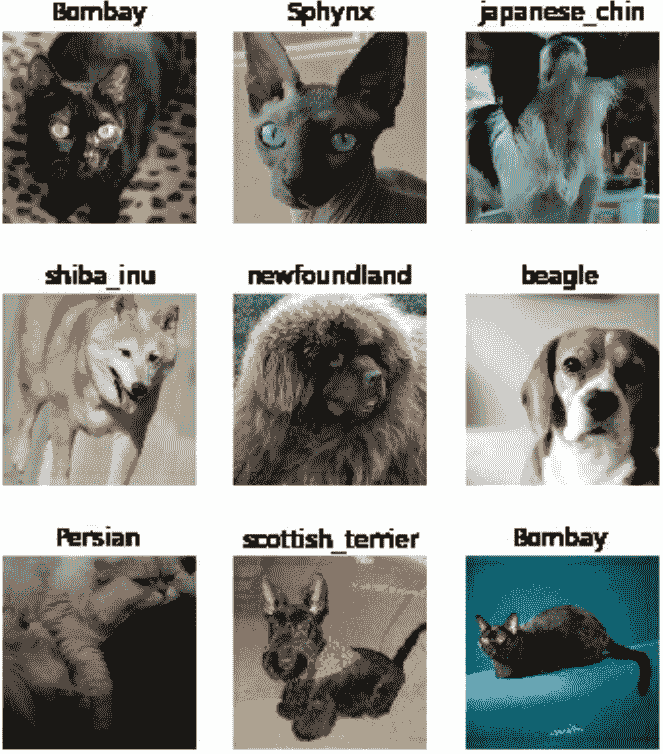 Bombay
Sphynx
japanese_chin
shiba_inu
newfoundland
beagle
Persian
scottish_terrier
Bombay